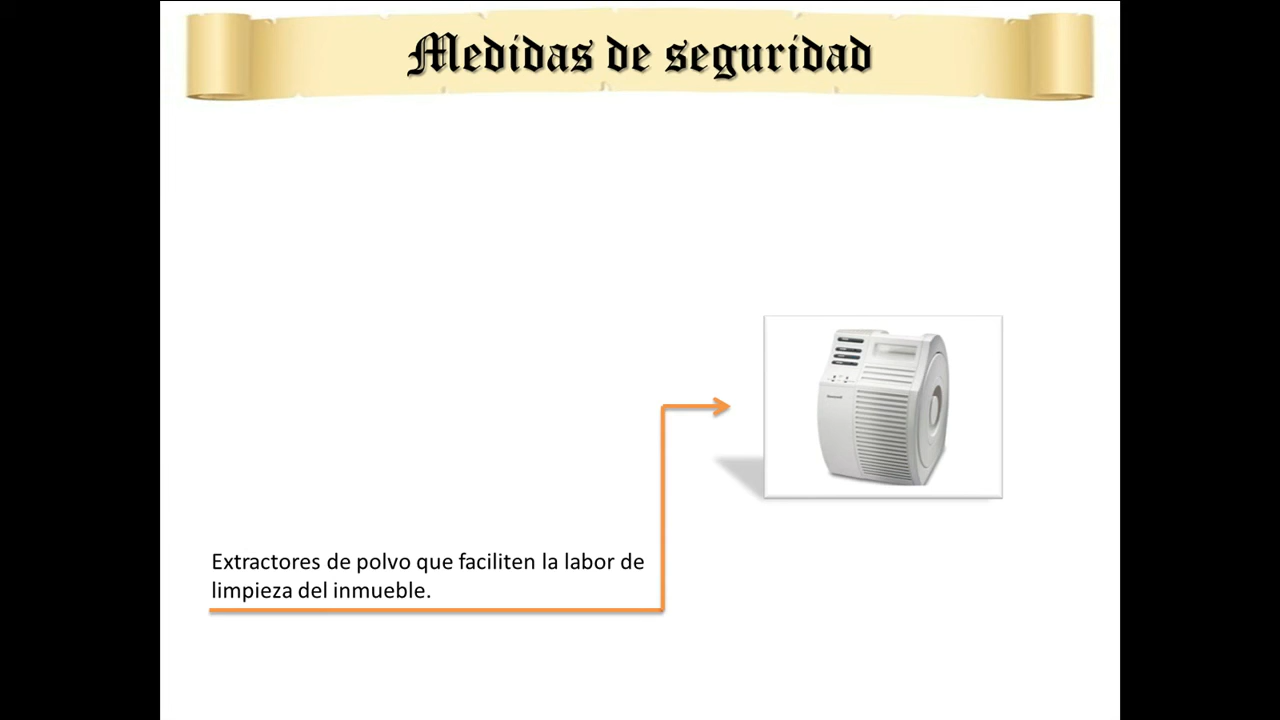 Medidas de seguridad
Extractores de polvo que faciliten la labor de
limpieza del inmueble.